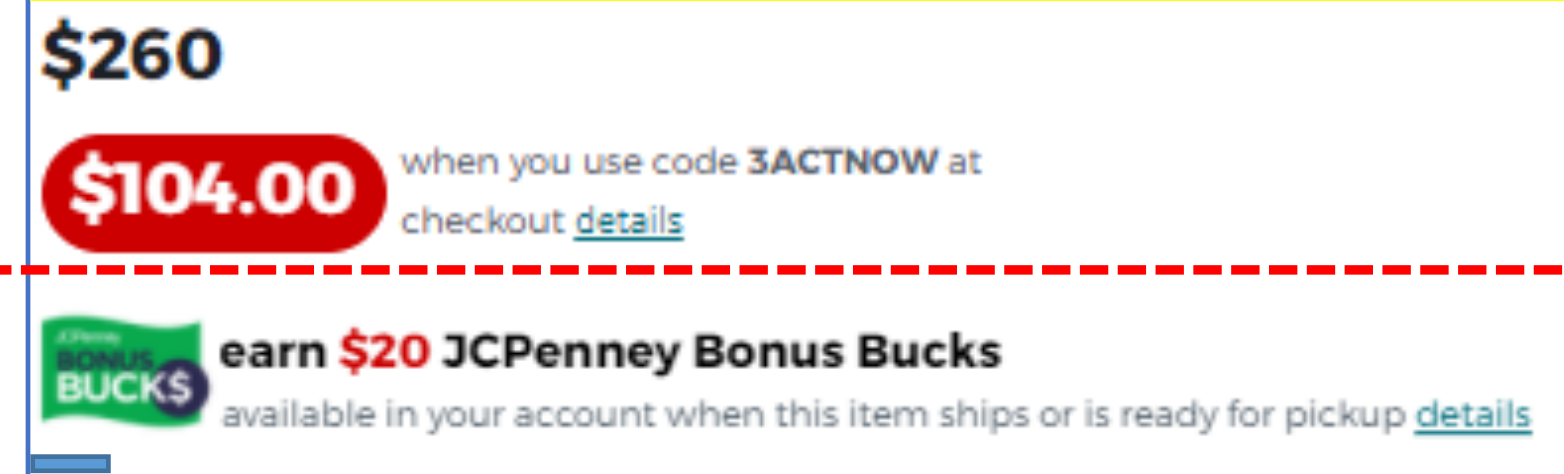 $260
$104.00
when you use code 3ACTNOW at
checkout details
JCPenney
BONUS
BUCK$
earn $20 JCPenney Bonus Bucks
available in your account when this item ships or is ready for pickup details